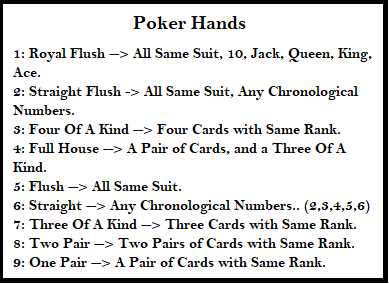 Poker Hands
1: Royal Flush --> All Same Suit, 10, Jack, Queen, King,
Ace.
2: Straight Flush -> All Same Suit, Any Chronological
Numbers.
3: Four Of A Kind --> Four Cards with Same Rank.
4: Full House --> A Pair of Cards, and a Three Of A
Kind.
5: Flush --> All Same Suit.
6: Straight --> Any Chronological Numbers.. (2,3,4,5,6)
7: Three Of A Kind --> Three Cards with Same Rank.
8: Two Pair --> Two Pairs of Cards with Same Rank.
9: One Pair --> A Pair of Cards with Same Rank.